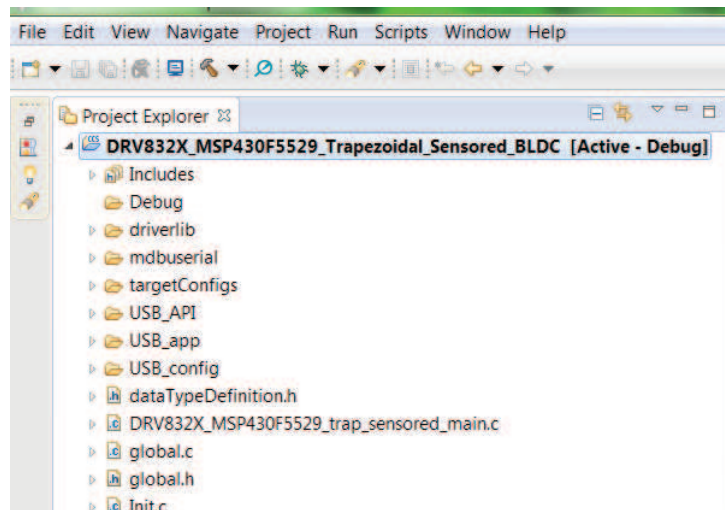 File Edit View Navigate Project Run Scripts Window Help
Project Explorer
DRV832X_MSP430F5529_Trapezoidal_Sensored_BLDC [Active - Debug]
Includes
Debug
driverlib
mdbuserial
targetConfigs
USB_API
USB_app
USB_config
dataTypeDefinition.h
DRV832X_MSP430F5529_trap_sensored_main.c
global.c
global.h
Init.c